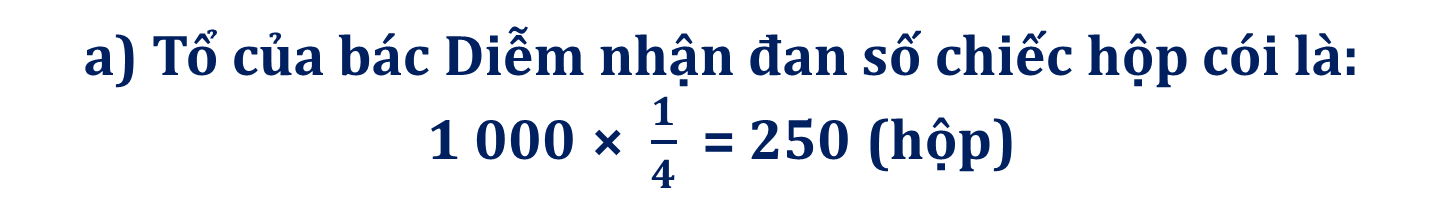 a) Tổ của bác Diễm nhận đan số chiếc hộp cói là:
1 000 × 1/4 = 250 (hộp)